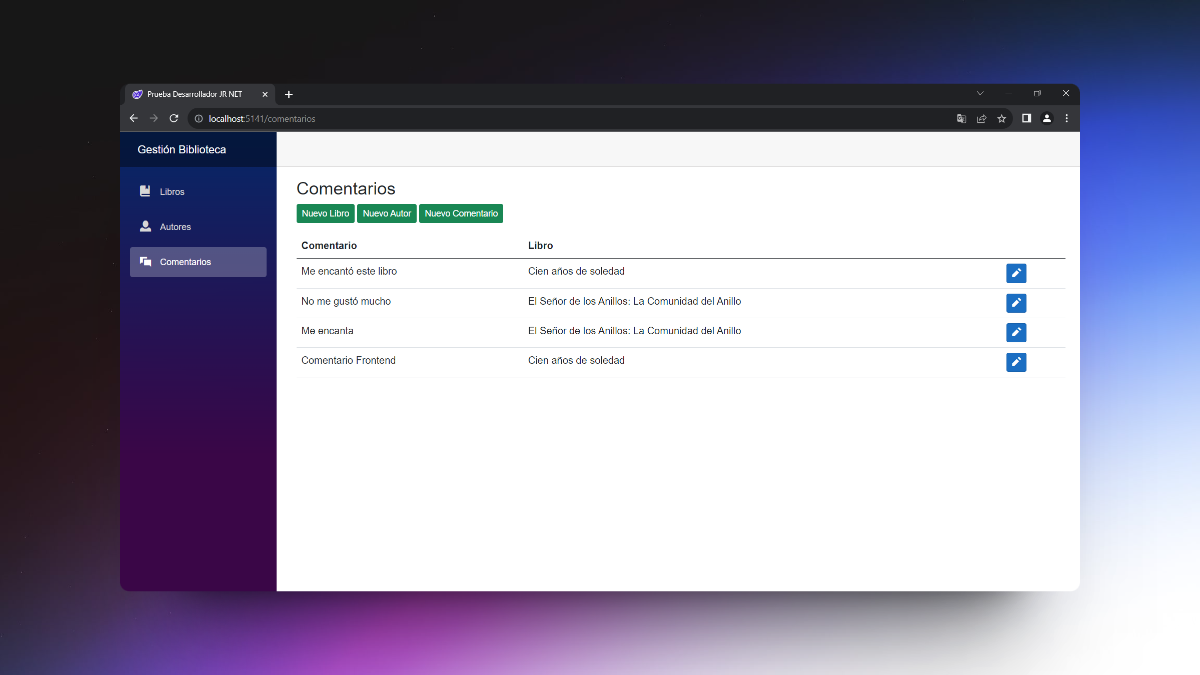 Prueba Desarrollador JR NET
localhost:5141/comentarios
Gestión Biblioteca
Libros
Autores
Comentarios
Comentarios
Nuevo Libro Nuevo Autor Nuevo Comentario
Comentario Libro
Me encantó este libro Cien años de soledad
No me gustó mucho El Señor de los Anillos: La Comunidad del Anillo
Me encanta El Señor de los Anillos: La Comunidad del Anillo
Comentario Frontend Cien años de soledad